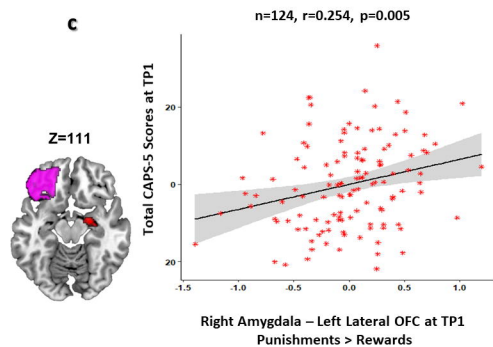 c
n=124, r=0.254, p=0.005
Z=111
Total CAPS-5 Scores at TP1
20
0
20
-1.5
-1.0
-0.5
0.0
0.5
1.0
Right Amygdala – Left Lateral OFC at TP1
Punishments > Rewards